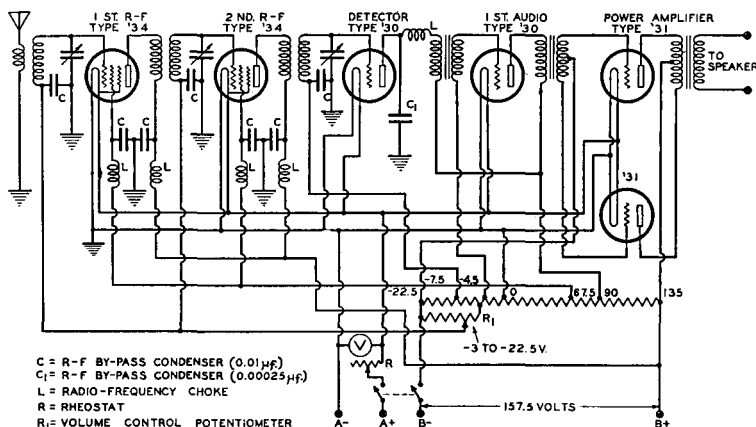 1 ST. R-F
TYPE '34
2 ND. R-F
TYPE '34
DETECTOR
TYPE '30
1 ST. AUDIO
TYPE '30
POWER AMPLIFIER
TYPE '31
L
TO
SPEAKER
C
C
C
C C
C C
C1
L L
L L
'31
-22.5
-7.5
-4.5
0
67.5
90
135
R1
-3 TO -22.5 V.
V
R
C = R-F BY-PASS CONDENSER (0.01μf.)
C1 = R-F BY-PASS CONDENSER (0.00025μf.)
L = RADIO-FREQUENCY CHOKE
R = RHEOSTAT
R1 = VOLUME CONTROL POTENTIOMETER
A- A+ B-
157.5 VOLTS
B+